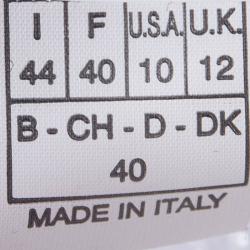 I F U.S.A. U.K.
44 40 10 12
B - CH - D - DK
40
MADE IN ITALY